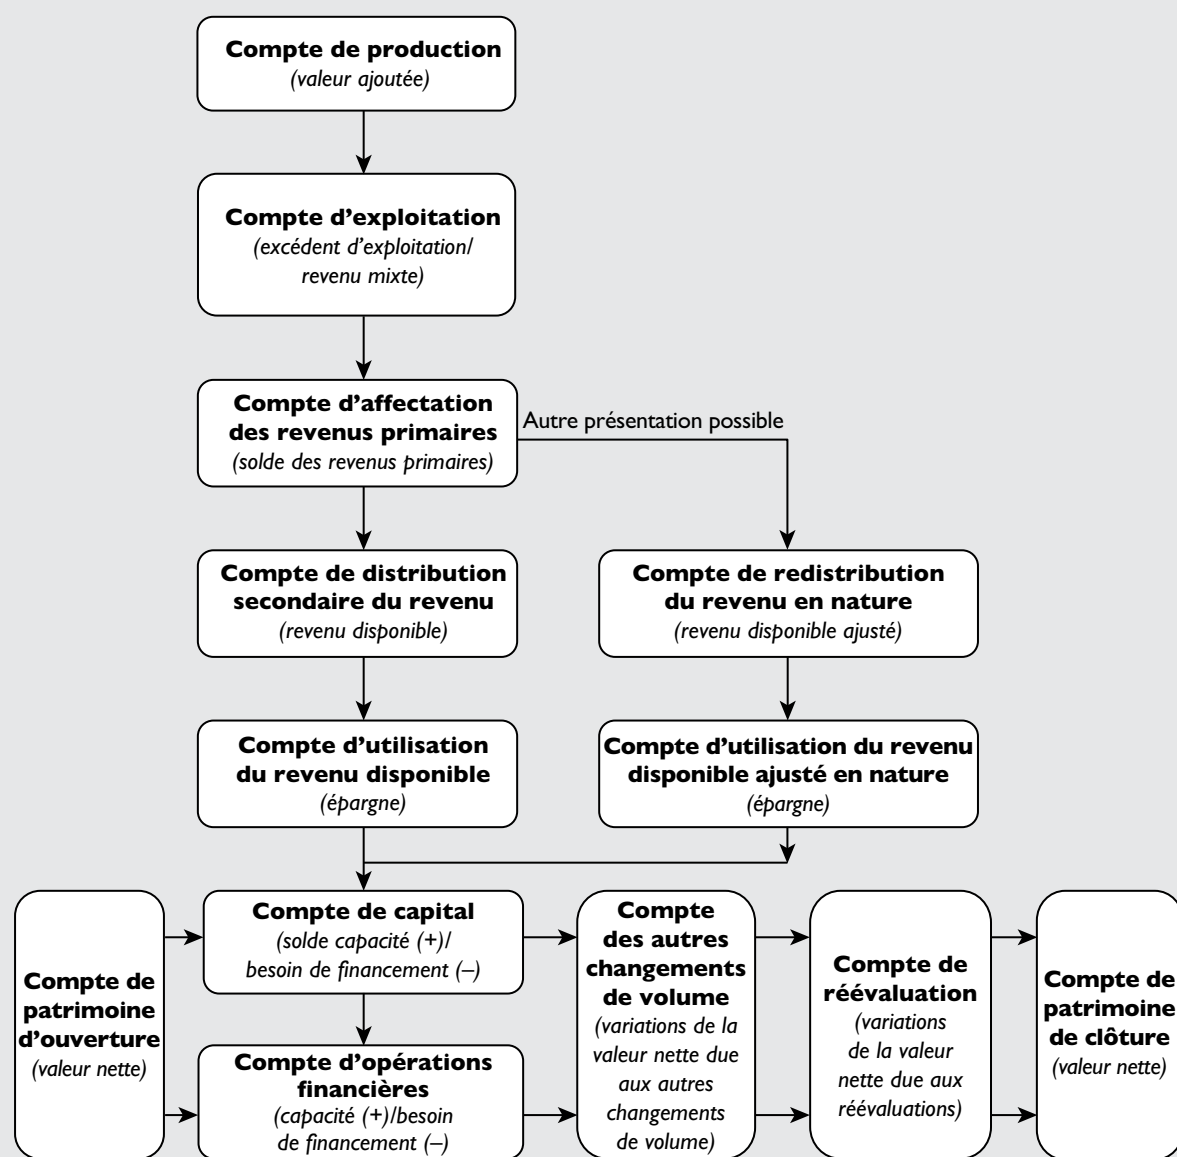 Compte de production
(valeur ajoutée)
Compte d’exploitation
(excédent d’exploitation/
revenu mixte)
Compte d’affectation
des revenus primaires
(solde des revenus primaires)
Autre présentation possible
Compte de distribution
secondaire du revenu
(revenu disponible)
Compte de redistribution
du revenu en nature
(revenu disponible ajusté)
Compte d’utilisation
du revenu disponible
(épargne)
Compte d’utilisation du revenu
disponible ajusté en nature
(épargne)
Compte de
patrimoine
d’ouverture
(valeur nette)
Compte de capital
(solde capacité (+)/
besoin de financement (–)
Compte d’opérations
financières
(capacité (+)/besoin
de financement (–)
Compte
des autres
changements
de volume
(variations de la
valeur nette due
aux autres
changements
de volume)
Compte de
réévaluation
(variations
de la valeur
nette due aux
réévaluations)
Compte de
patrimoine
de clôture
(valeur nette)